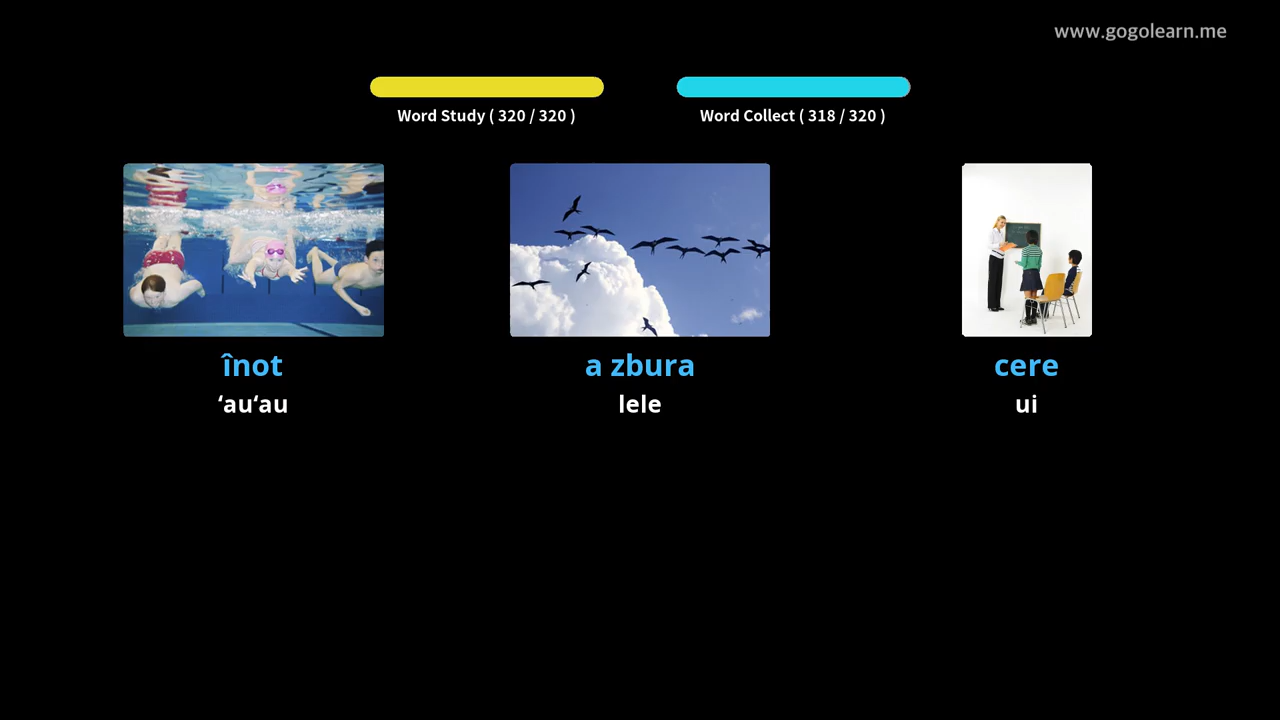 www.gogolearn.me
Word Study ( 320 / 320 )
Word Collect ( 318 / 320 )
înot
a zbura
cere
ʻauʻau
lele
ui